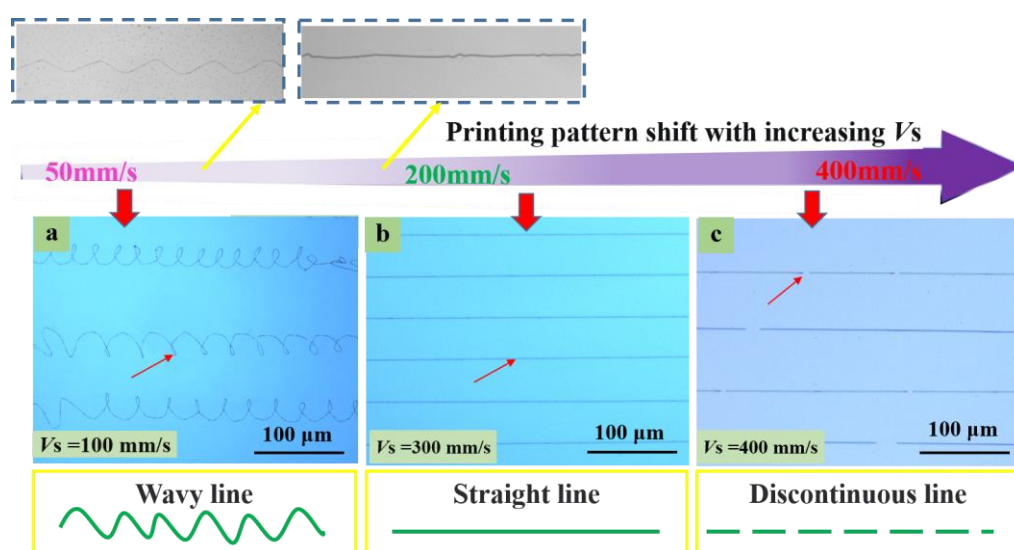 Printing pattern shift with increasing Vs
50mm/s
200mm/s
400mm/s
a
b
c
Vs =100 mm/s
100 μm
Vs =300 mm/s
100 μm
Vs =400 mm/s
100 μm
Wavy line
Straight line
Discontinuous line